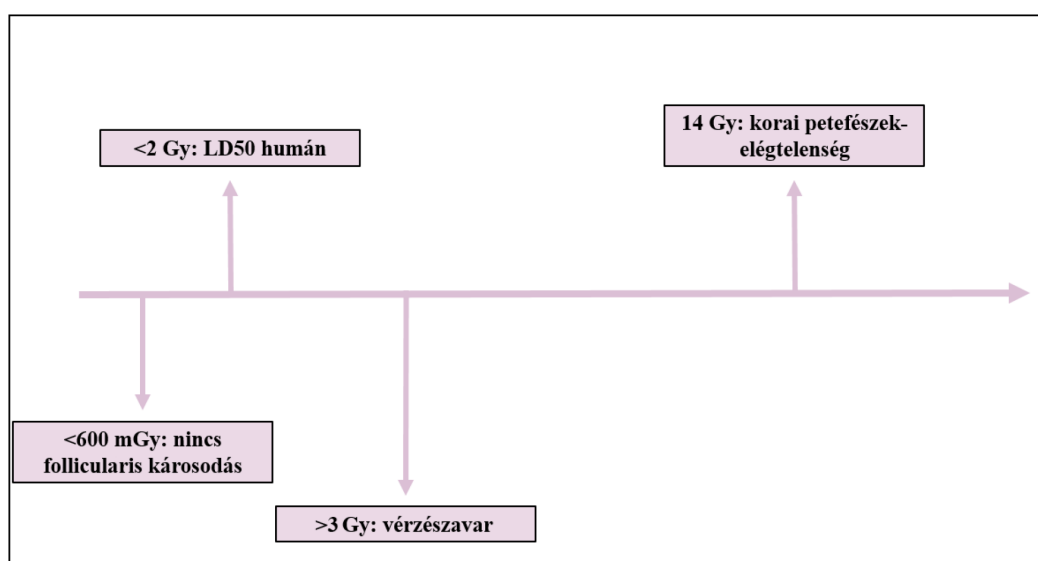 <2 Gy: LD50 humán
14 Gy: korai petefészek-
elégtelenség
<600 mGy: nincs
follicularis károsodás
>3 Gy: vérzészavar